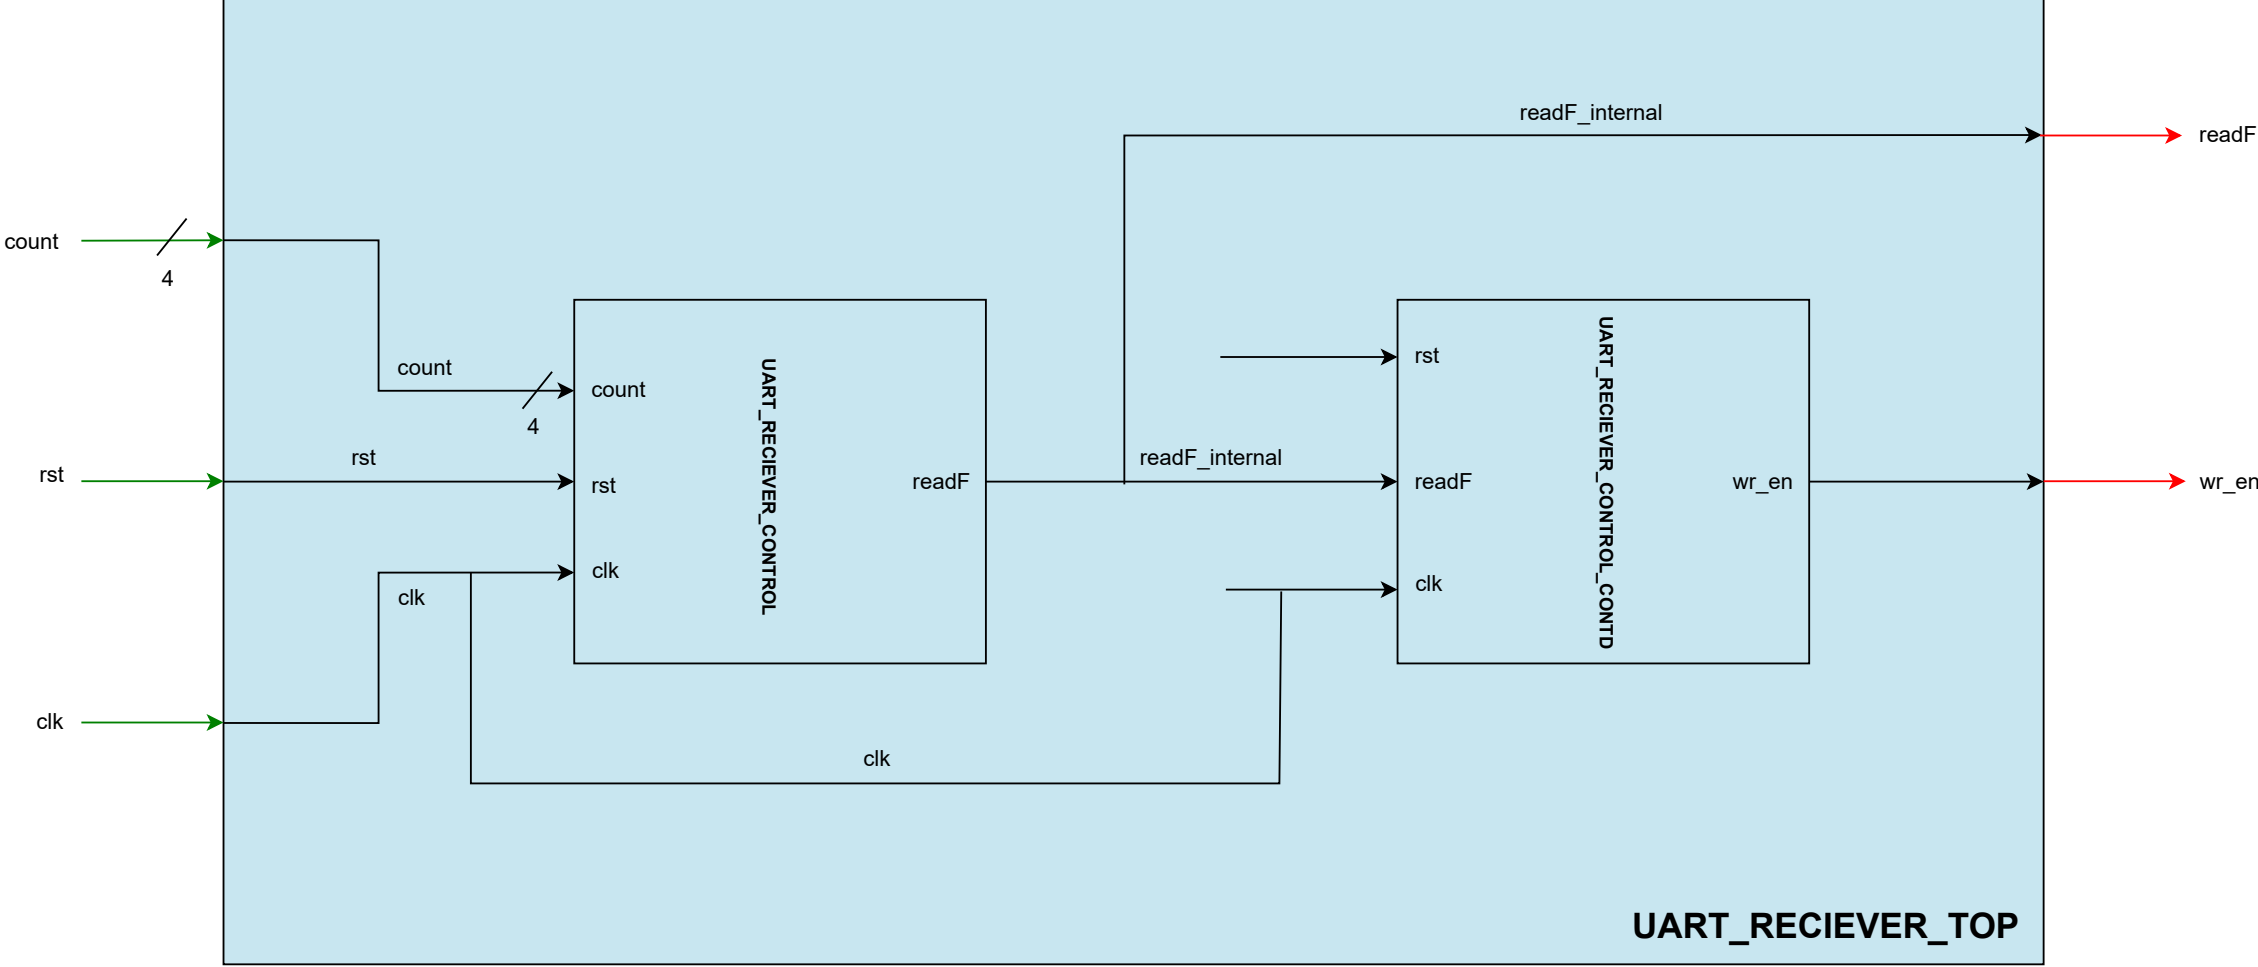 readF_internal
readF
count
4
count
4
count
rst
rst
rst
clk
clk
clk
UART_RECIEVER_CONTROL
readF
readF_internal
rst
readF
clk
UART_RECIEVER_CONTROL_CONTD
wr_en
wr_en
clk
UART_RECIEVER_TOP